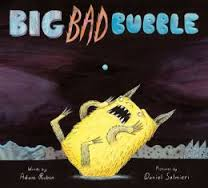 BIG BAD BUBBLE
Words by
Adam Rubin
Pictures by
Daniel Salmieri